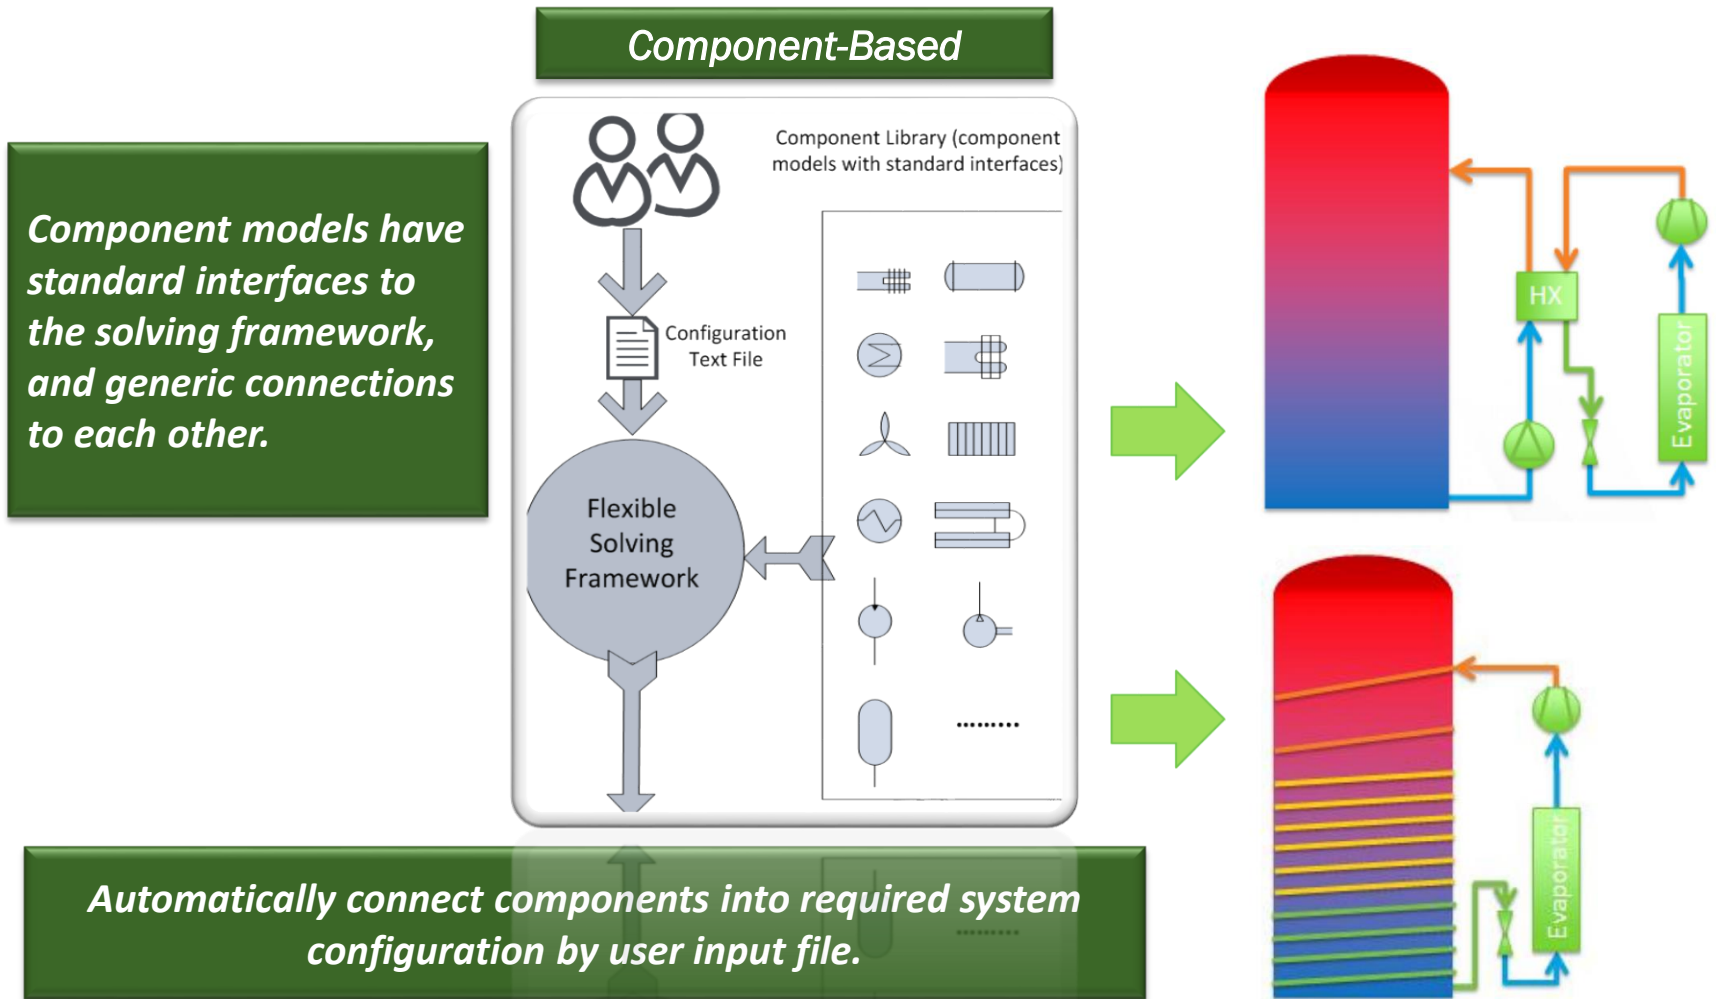 Component-Based
Component models have
standard interfaces to
the solving framework,
and generic connections
to each other.
Component Library (component
models with standard interfaces)
Configuration
Text File
Flexible
Solving
Framework
.........
HX
Evaporator
Evaporator
Automatically connect components into required system
configuration by user input file.